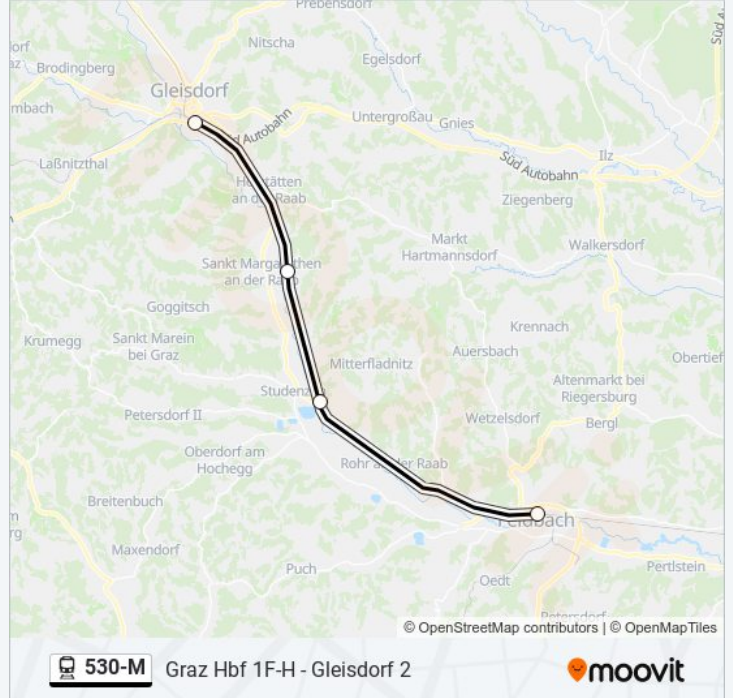 Prebensdorf
Nitscha
Egelsdorf
Brodingberg
Gleisdorf
Untergroßau
Gnies
Süd Autobahn
Ilz
Laßnitzthal
Ziegenberg
Markt
Hartmannsdorf
Walkersdorf
Sankt Margarethen
an der Raab
Goggitsch
Krennach
Krumegg
Sankt Marein
bei Graz
Auersbach
Mitterfladnitz
Obertief
Altenmarkt bei
Riegersburg
Petersdorf II
Wetzelsdorf
Bergl
Oberdorf am
Hochegg
Rohr an der Raab
Breitenbuch
Feldbach
Maxendorf
Puch
Pertlstein
Oedt
© OpenStreetMap contributors | © OpenMapTiles
530-M Graz Hbf 1F-H - Gleisdorf 2
moovit